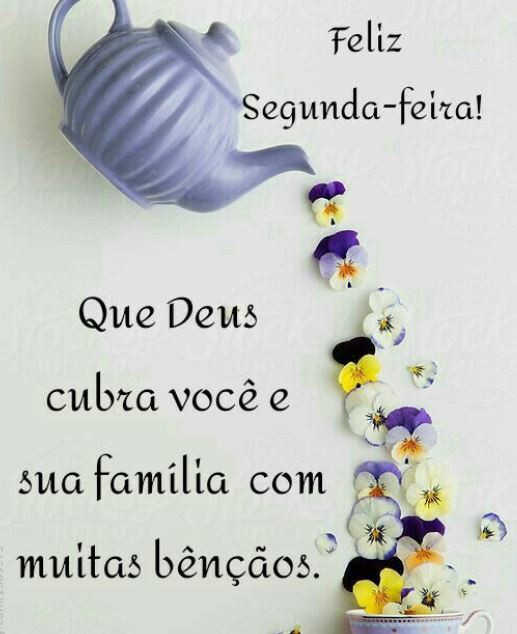 Feliz
Segunda-feira!
Que Deus
cubra você e
sua família com
muitas bênçãos.